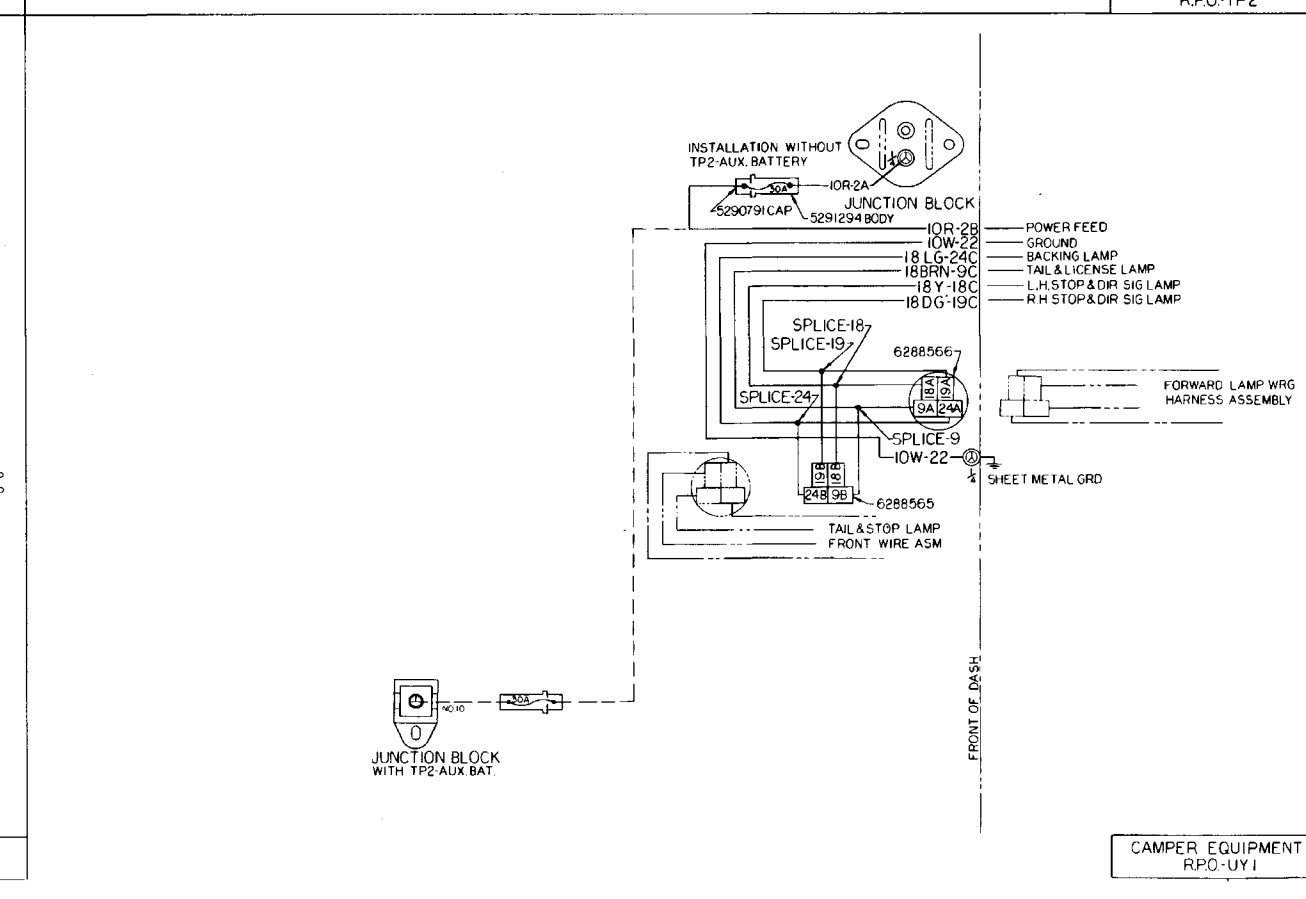 R.P.O.-TP2
INSTALLATION WITHOUT
TP2-AUX. BATTERY
30A
10R-2A
JUNCTION BLOCK
5290791 CAP
5291294 BODY
10R-2B
POWER FEED
10W-22
GROUND
18 LG-24C
BACKING LAMP
18BRN-9C
TAIL & LICENSE LAMP
18 Y-18C
L.H. STOP & DIR SIG LAMP
18 DG-19C
R.H STOP & DIR SIG LAMP
SPLICE-18
SPLICE-19
6288566
18A
19A
9A
24A
FORWARD LAMP WRG
HARNESS ASSEMBLY
SPLICE-24
SPLICE-9
10W-22
SHEET METAL GRD
19B
18B
24B
9B
6288565
TAIL & STOP LAMP
FRONT WIRE ASM
FRONT OF DASH
NO.10
30A
JUNCTION BLOCK
WITH TP2-AUX. BAT.
CAMPER EQUIPMENT
R.P.O.-UY1